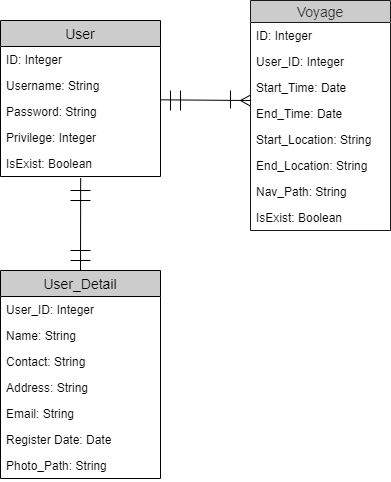 User
ID: Integer
Username: String
Password: String
Privilege: Integer
IsExist: Boolean
Voyage
ID: Integer
User_ID: Integer
Start_Time: Date
End_Time: Date
Start_Location: String
End_Location: String
Nav_Path: String
IsExist: Boolean
User_Detail
User_ID: Integer
Name: String
Contact: String
Address: String
Email: String
Register Date: Date
Photo_Path: String